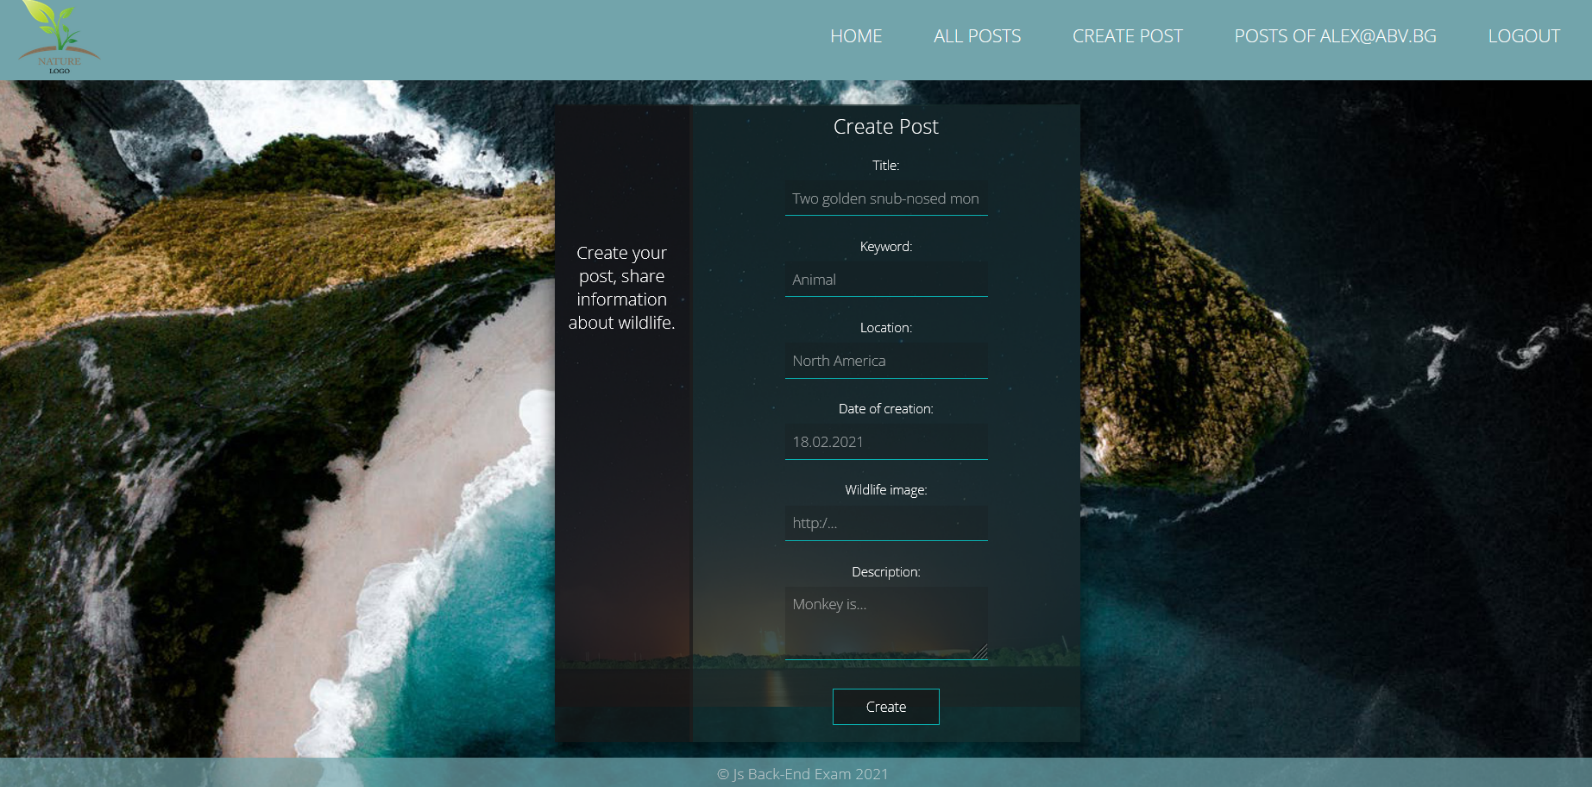 NATURE
LOGO
HOME ALL POSTS CREATE POST POSTS OF ALEX@ABV.BG LOGOUT
Create your
post, share
information
about wildlife.
Create Post
Title:
Two golden snub-nosed mon
Keyword:
Animal
Location:
North America
Date of creation:
18.02.2021
Wildlife image:
http:/...
Description:
Monkey is...
Create
© Js Back-End Exam 2021